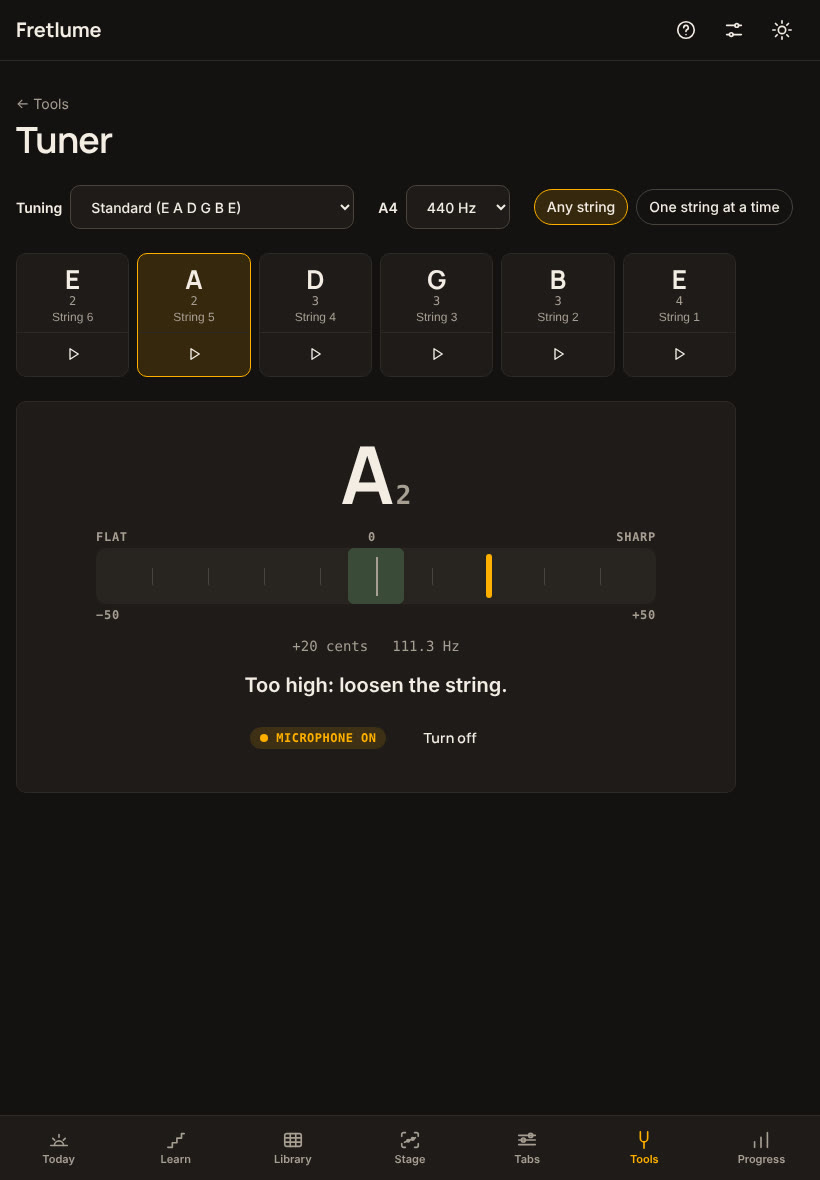 Fretlume
← Tools
Tuner
Tuning Standard (E A D G B E) A4 440 Hz Any string One string at a time
E A D G B E
2 2 3 3 3 4
String 6 String 5 String 4 String 3 String 2 String 1
A2
FLAT 0 SHARP
−50 +50
+20 cents 111.3 Hz
Too high: loosen the string.
MICROPHONE ON Turn off
Today Learn Library Stage Tabs Tools Progress